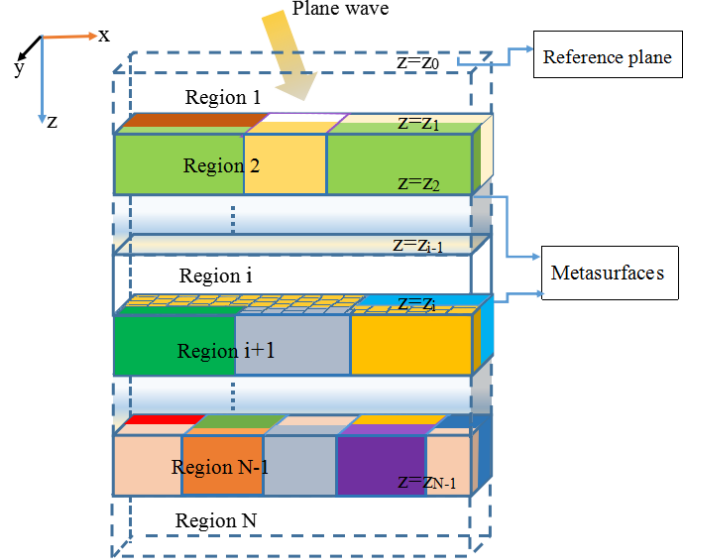 Plane wave
x
y
z
z=z0
Reference plane
Region 1
z=z1
Region 2
z=z2
z=zi-1
Region i
Metasurfaces
z=zi
Region i+1
Region N-1
z=zN-1
Region N